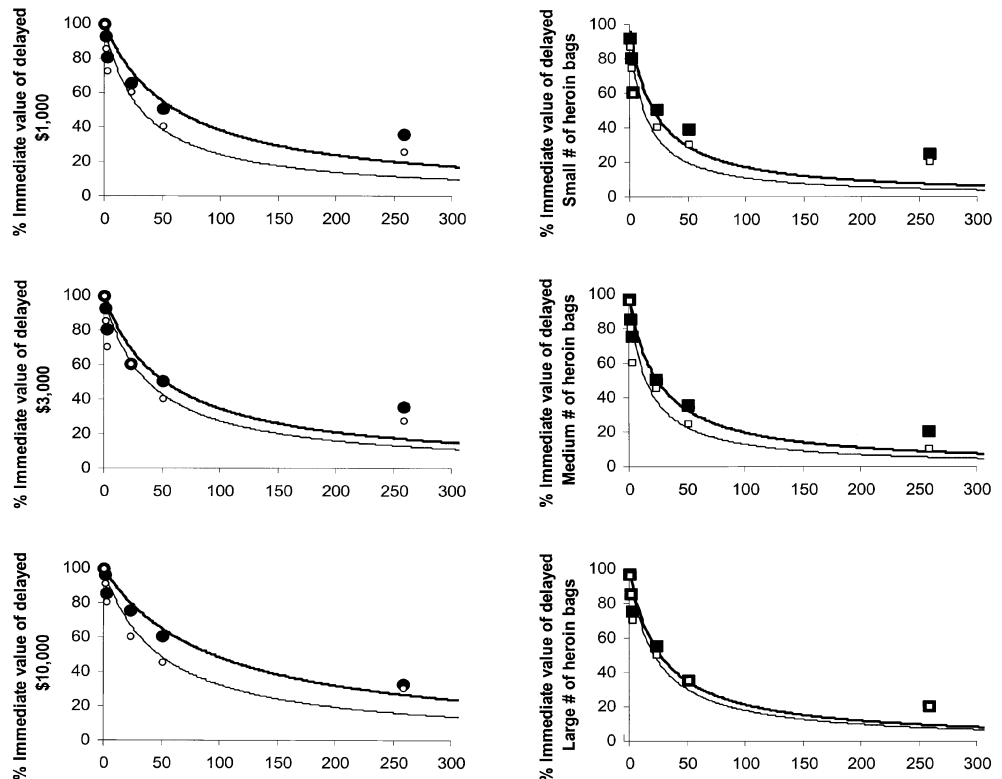 % Immediate value of delayed
$1,000
100
80
60
40
20
0
0 50 100 150 200 250 300
% Immediate value of delayed
Small # of heroin bags
100
80
60
40
20
0
0 50 100 150 200 250 300
% Immediate value of delayed
$3,000
100
80
60
40
20
0
0 50 100 150 200 250 300
% Immediate value of delayed
Medium # of heroin bags
100
80
60
40
20
0
0 50 100 150 200 250 300
% Immediate value of delayed
$10,000
100
80
60
40
20
0
0 50 100 150 200 250 300
% Immediate value of delayed
Large # of heroin bags
100
80
60
40
20
0
0 50 100 150 200 250 300